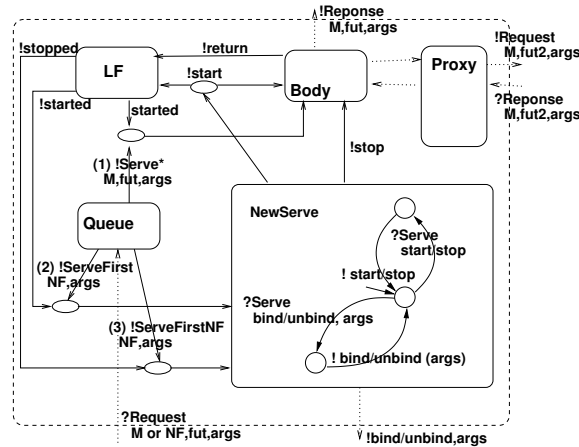 !Reponse
M,fut,args
!stopped
!return
!Request
M,fut2,args
LF
!start
Body
Proxy
?Reponse
M,fut2,args
!started
started
!stop
(1) !Serve*
M,fut,args
Queue
NewServe
?Serve
start/stop
(2) !ServeFirst
NF,args
! start/stop
?Serve
bind/unbind, args
(3) !ServeFirstNF
NF,args
! bind/unbind (args)
?Request
M or NF,fut,args
!bind/unbind,args